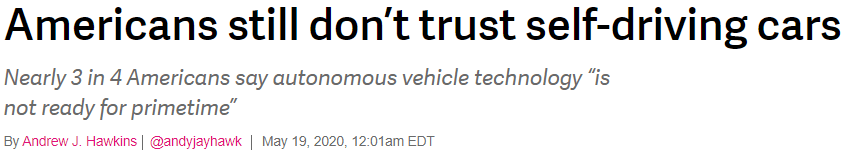 Americans still don’t trust self-driving cars
Nearly 3 in 4 Americans say autonomous vehicle technology “is
not ready for primetime”
By Andrew J. Hawkins | @andyjayhawk | May 19, 2020, 12:01am EDT